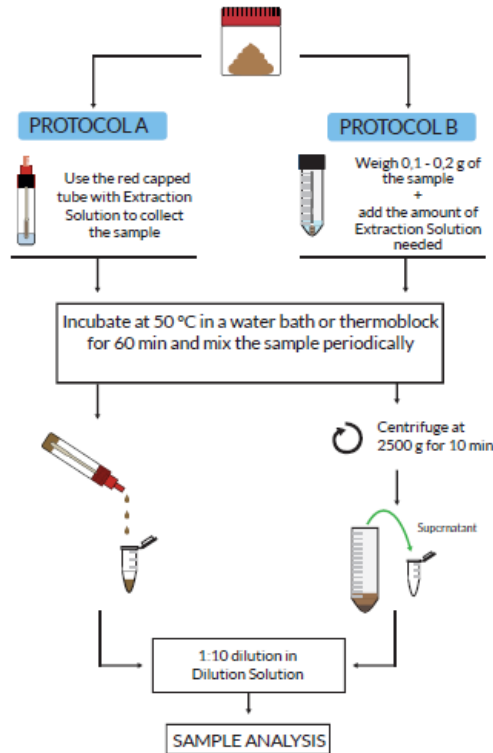 PROTOCOL A
Use the red capped
tube with Extraction
Solution to collect
the sample
PROTOCOL B
Weigh 0,1 - 0,2 g of
the sample
+
add the amount of
Extraction Solution
needed
Incubate at 50 ºC in a water bath or thermoblock
for 60 min and mix the sample periodically
Centrifuge at
2500 g for 10 min
Supernatant
1:10 dilution in
Dilution Solution
SAMPLE ANALYSIS